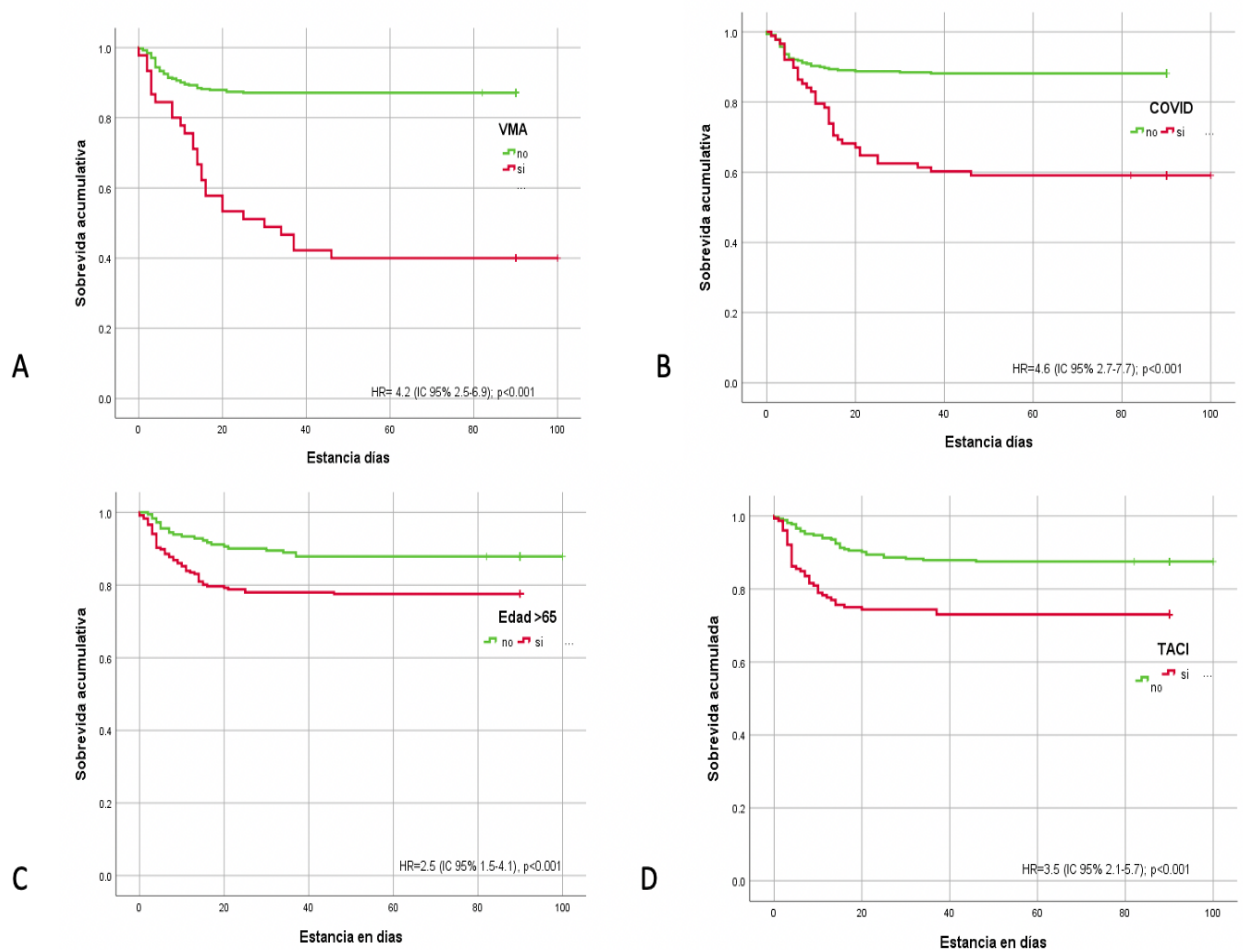 1.0
0.8
0.6
0.4
0.2
0.0
Sobrevida acumulativa
VMA
no
si
...
HR= 4.2 (IC 95% 2.5-6.9); p<0.001
0 20 40 60 80 100
Estancia días
A
1.0
0.8
0.6
0.4
0.2
0.0
Sobrevida acumulativa
COVID
no si ...
HR=4.6 (IC 95% 2.7-7.7); p<0.001
0 20 40 60 80 100
Estancia días
B
1.0
0.8
0.6
0.4
0.2
0.0
Sobrevida acumulativa
Edad >65
no si ...
HR=2.5 (IC 95% 1.5-4.1), p<0.001
0 20 40 60 80 100
Estancia en días
C
1.0
0.8
0.6
0.4
0.2
0.0
Sobrevida acumulada
TACI
si ...
no
HR=3.5 (IC 95% 2.1-5.7); p<0.001
0 20 40 60 80 100
Estancia en días
D